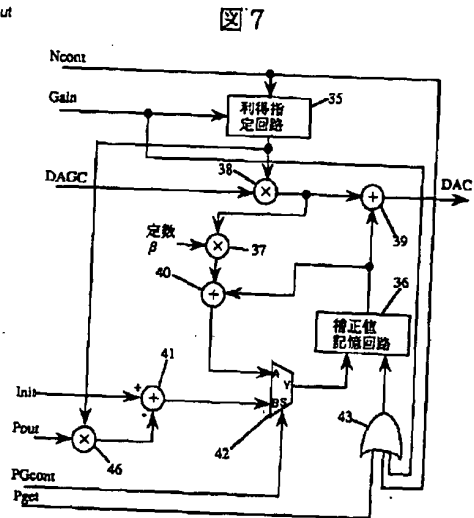 ut
図7
Ncont
Gain
利得指
定回路
35
DAGC
38
×
+
DAC
39
定数
β
×
37
40
+
36
補正値
記憶回路
41
+
+
-
A
Y
B
S
42
43
Init
Pout
×
46
PGcont
Pget